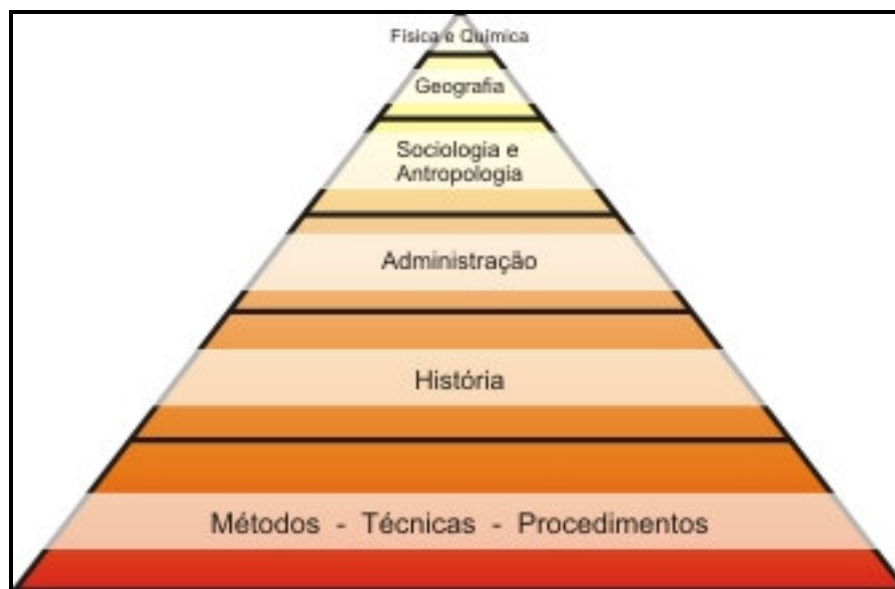 Física e Química
Geografia
Sociologia e
Antropologia
Administração
História
Métodos - Técnicas - Procedimentos